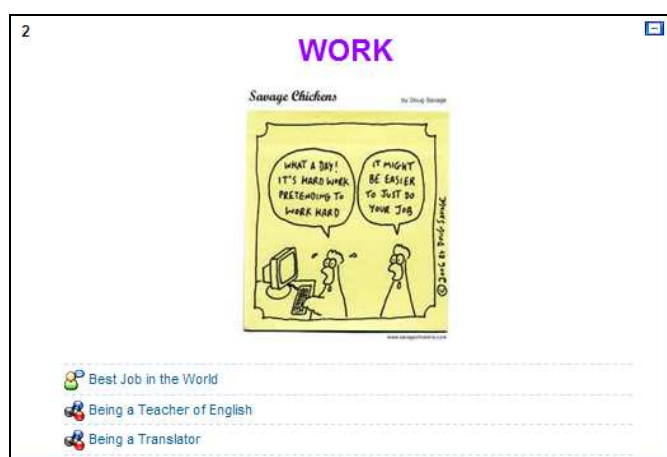 2
WORK
Savage Chickens
by Doug Savage
WHAT A DAY!
IT'S HARD WORK
PRETENDING TO
WORK HARD
IT MIGHT
BE EASIER
TO JUST DO
YOUR JOB
©2006 BY DOUG SAVAGE
www.savagechickens.com
Best Job in the World
Being a Teacher of English
Being a Translator